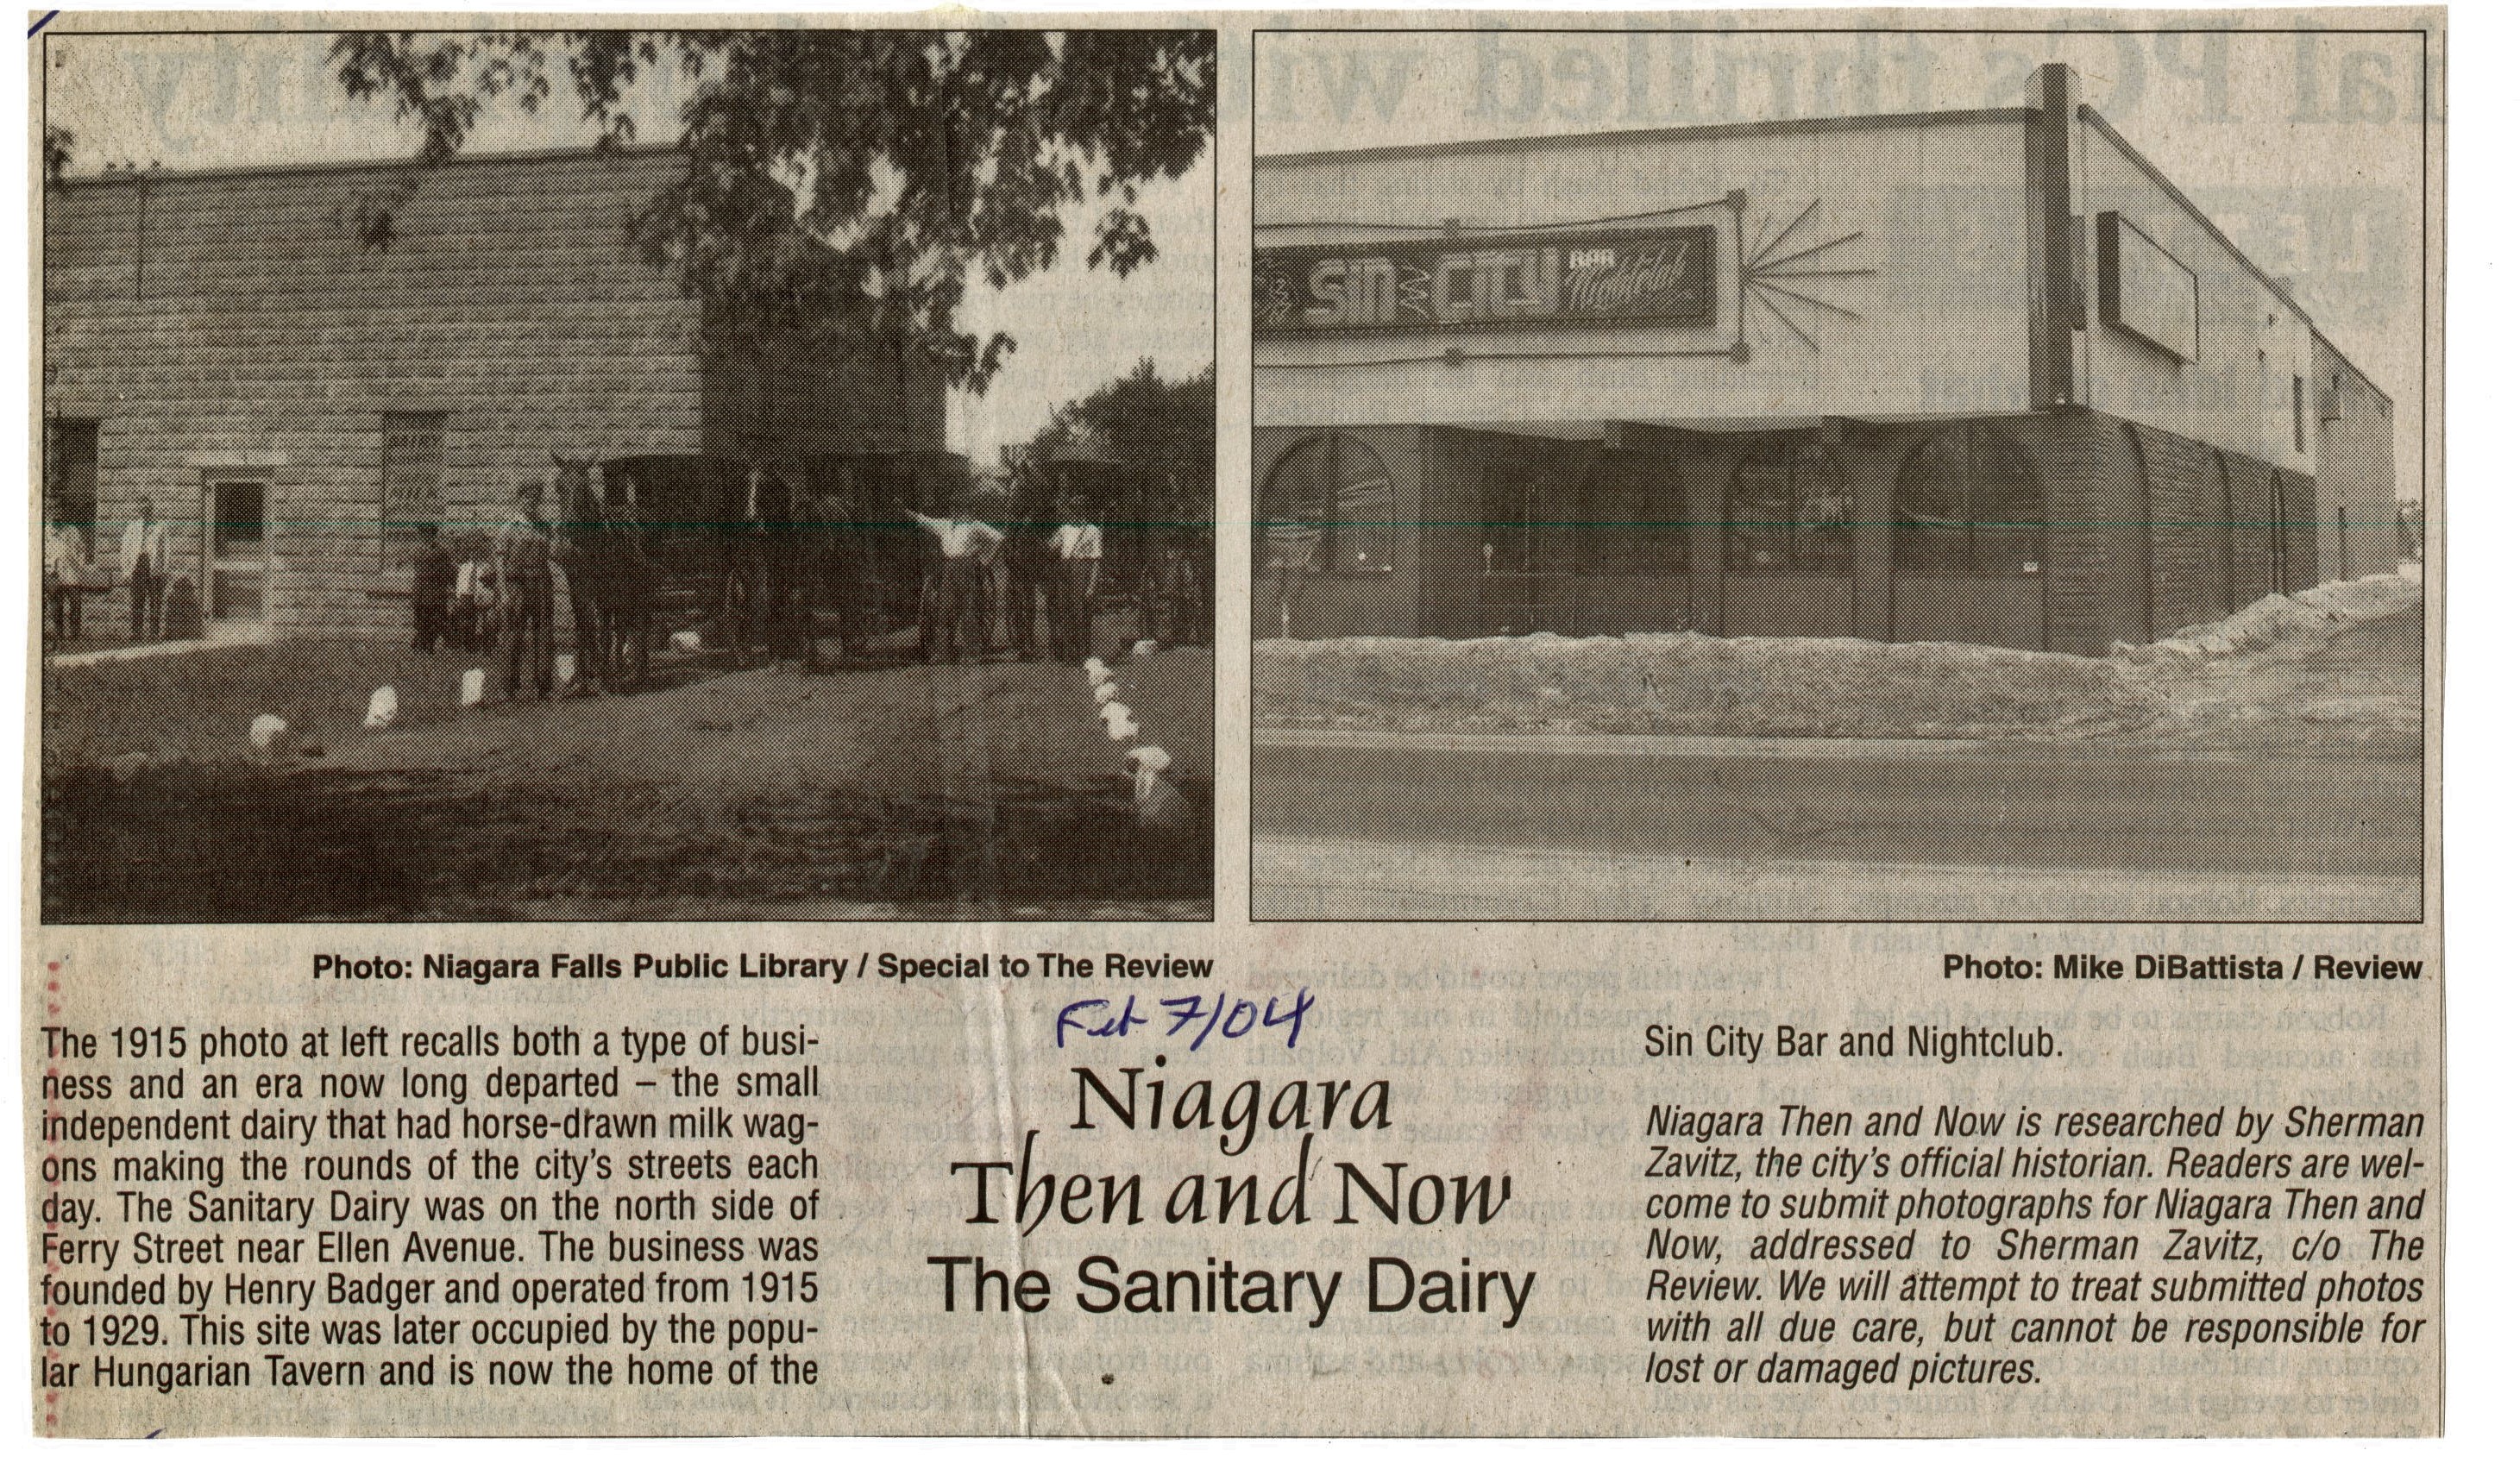 DAIRY
MILK
SIN CITY BAR
Nightclub
Photo: Niagara Falls Public Library / Special to The Review
Photo: Mike DiBattista / Review
The 1915 photo at left recalls both a type of busi-
ness and an era now long departed – the small
independent dairy that had horse-drawn milk wag-
ons making the rounds of the city's streets each
day. The Sanitary Dairy was on the north side of
Ferry Street near Ellen Avenue. The business was
founded by Henry Badger and operated from 1915
to 1929. This site was later occupied by the popu-
lar Hungarian Tavern and is now the home of the
Feb 7/04
Niagara
Then and Now
The Sanitary Dairy
Sin City Bar and Nightclub.
Niagara Then and Now is researched by Sherman
Zavitz, the city's official historian. Readers are wel-
come to submit photographs for Niagara Then and
Now, addressed to Sherman Zavitz, c/o The
Review. We will attempt to treat submitted photos
with all due care, but cannot be responsible for
lost or damaged pictures.